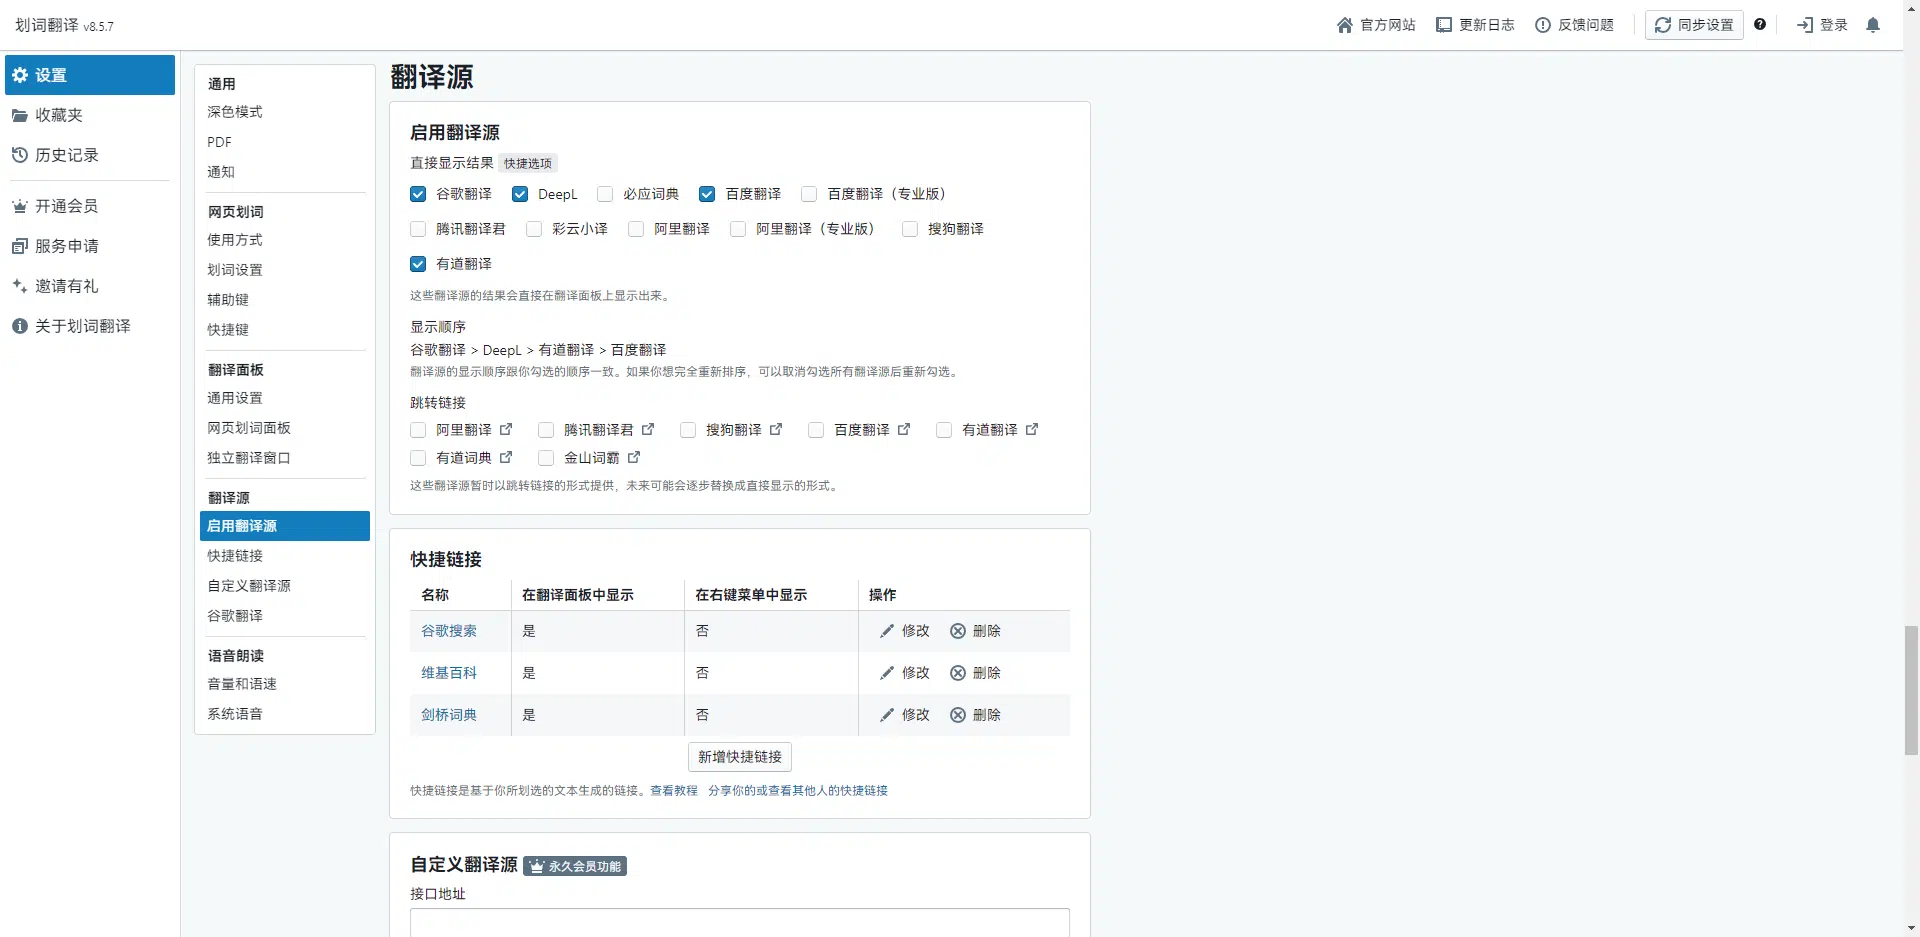 划词翻译 v8.5.7
官方网站 更新日志 反馈问题 同步设置 登录
设置
收藏夹
历史记录
开通会员
服务申请
邀请有礼
关于划词翻译
通用
深色模式
PDF
通知
网页划词
使用方式
划词设置
辅助键
快捷键
翻译面板
通用设置
网页划词面板
独立翻译窗口
翻译源
启用翻译源
快捷链接
自定义翻译源
谷歌翻译
语音朗读
音量和语速
系统语音
翻译源
启用翻译源
直接显示结果 快捷选项
谷歌翻译 DeepL 必应词典 百度翻译 百度翻译（专业版）
腾讯翻译君 彩云小译 阿里翻译 阿里翻译（专业版） 搜狗翻译
有道翻译
这些翻译源的结果会直接在翻译面板上显示出来。
显示顺序
谷歌翻译 > DeepL > 有道翻译 > 百度翻译
翻译源的显示顺序跟你勾选的顺序一致。如果你想完全重新排序，可以取消勾选所有翻译源后重新勾选。
跳转链接
阿里翻译 腾讯翻译君 搜狗翻译 百度翻译 有道翻译
有道词典 金山词霸
这些翻译源暂时以跳转链接的形式提供，未来可能会逐步替换成直接显示的形式。
快捷链接
名称 在翻译面板中显示 在右键菜单中显示 操作
谷歌搜索 是 否 修改 删除
维基百科 是 否 修改 删除
剑桥词典 是 否 修改 删除
新增快捷链接
快捷链接是基于你所划选的文本生成的链接。查看教程 分享你的或查看其他人的快捷链接
自定义翻译源 永久会员功能
接口地址